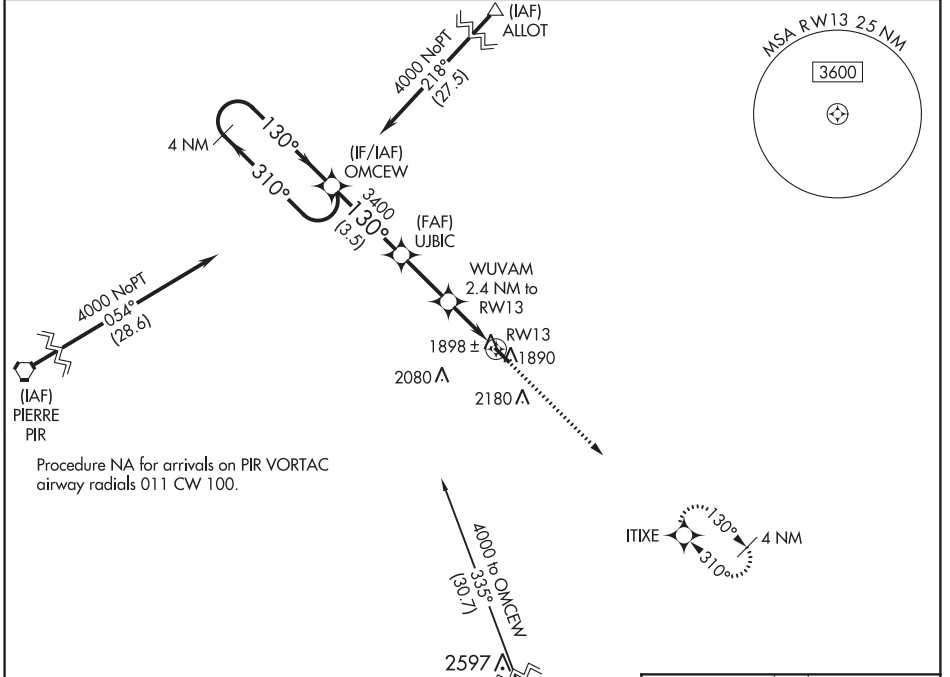 (IAF)
ALLOT
4000 NoPT
218°
(27.5)
MSA RW13 25 NM
3600
4 NM
130°
310°
(IF/IAF)
OMCEW
3400
130°
(3.5)
(FAF)
UJBIC
WUVAM
2.4 NM to
RW13
RW13
1898 ±
1890
2080
2180
4000 NoPT
054°
(28.6)
(IAF)
PIERRE
PIR
Procedure NA for arrivals on PIR VORTAC
airway radials 011 CW 100.
ITIXE
130°
310°
4 NM
4000 to OMCEW
335°
(30.7)
2597